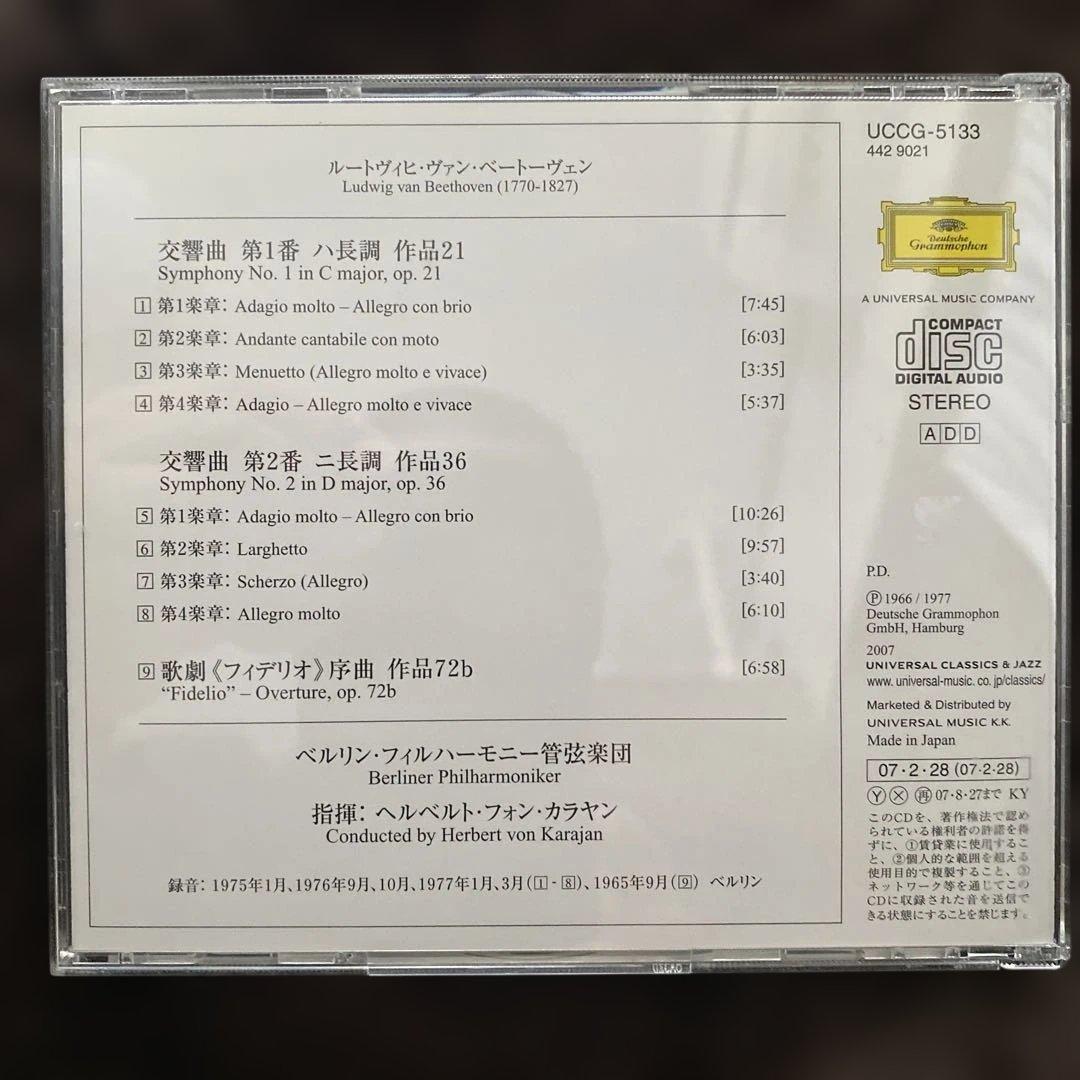 ルートヴィヒ・ヴァン・ベートーヴェン
Ludwig van Beethoven (1770-1827)
交響曲 第1番 ハ長調 作品21
Symphony No. 1 in C major, op. 21
1 第1楽章: Adagio molto – Allegro con brio [7:45]
2 第2楽章: Andante cantabile con moto [6:03]
3 第3楽章: Menuetto (Allegro molto e vivace) [3:35]
4 第4楽章: Adagio – Allegro molto e vivace [5:37]
交響曲 第2番 ニ長調 作品36
Symphony No. 2 in D major, op. 36
5 第1楽章: Adagio molto – Allegro con brio [10:26]
6 第2楽章: Larghetto [9:57]
7 第3楽章: Scherzo (Allegro) [3:40]
8 第4楽章: Allegro molto [6:10]
9 歌劇《フィデリオ》序曲 作品72b [6:58]
“Fidelio” – Overture, op. 72b
ベルリン・フィルハーモニー管弦楽団
Berliner Philharmoniker
指揮: ヘルベルト・フォン・カラヤン
Conducted by Herbert von Karajan
録音: 1975年1月、1976年9月、10月、1977年1月、3月(1-8)、1965年9月(9) ベルリン
UCCG-5133
442 9021
Deutsche
Grammophon
A UNIVERSAL MUSIC COMPANY
COMPACT
disc
DIGITAL AUDIO
STEREO
ADD
P.D.
Ⓟ 1966 / 1977
Deutsche Grammophon
GmbH, Hamburg
2007
UNIVERSAL CLASSICS & JAZZ
www. universal-music. co. jp/classics/
Marketed & Distributed by
UNIVERSAL MUSIC K.K.
Made in Japan
07・2・28 (07・2・28)
Ⓨ Ⓧ 再 07・8・27まで KY
このCDを、著作権法で認め
られている権利者の許諾を得
ずに、①賃貸業に使用するこ
と、②個人的な範囲を超える
使用目的で複製すること、③
ネットワーク等を通じてこの
CDに収録された音を送信で
きる状態にすることを禁じます。